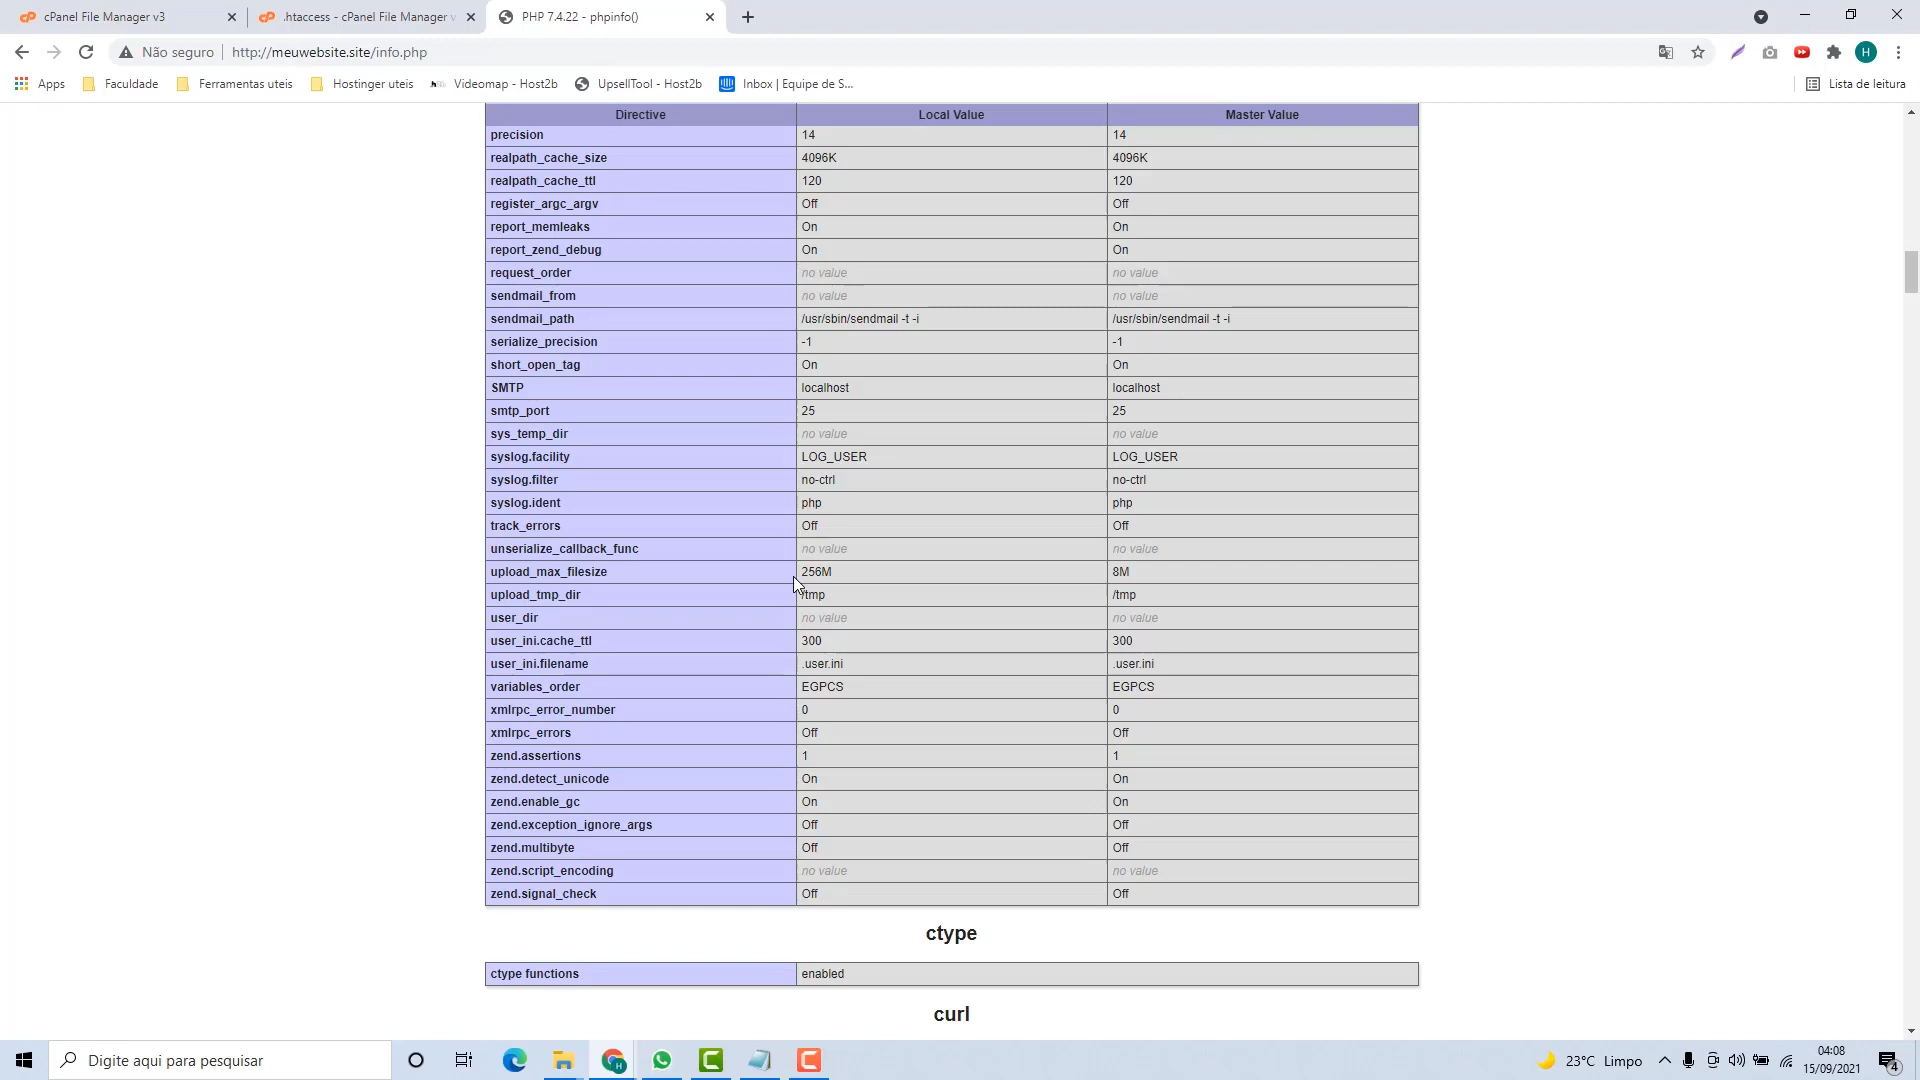 cPanel File Manager v3
.htaccess - cPanel File Manager v
PHP 7.4.22 - phpinfo()
Não seguro
http://meuwebsite.site/info.php
H
Apps
Faculdade
Ferramentas uteis
Hostinger uteis
Videomap - Host2b
UpsellTool - Host2b
Inbox | Equipe de S...
Lista de leitura
Directive Local Value Master Value
precision 14 14
realpath_cache_size 4096K 4096K
realpath_cache_ttl 120 120
register_argc_argv Off Off
report_memleaks On On
report_zend_debug On On
request_order no value no value
sendmail_from no value no value
sendmail_path /usr/sbin/sendmail -t -i /usr/sbin/sendmail -t -i
serialize_precision -1 -1
short_open_tag On On
SMTP localhost localhost
smtp_port 25 25
sys_temp_dir no value no value
syslog.facility LOG_USER LOG_USER
syslog.filter no-ctrl no-ctrl
syslog.ident php php
track_errors Off Off
unserialize_callback_func no value no value
upload_max_filesize 256M 8M
upload_tmp_dir /tmp /tmp
user_dir no value no value
user_ini.cache_ttl 300 300
user_ini.filename .user.ini .user.ini
variables_order EGPCS EGPCS
xmlrpc_error_number 0 0
xmlrpc_errors Off Off
zend.assertions 1 1
zend.detect_unicode On On
zend.enable_gc On On
zend.exception_ignore_args Off Off
zend.multibyte Off Off
zend.script_encoding no value no value
zend.signal_check Off Off
ctype
ctype functions enabled
curl
Digite aqui para pesquisar
23°C Limpo
04:08
15/09/2021
4